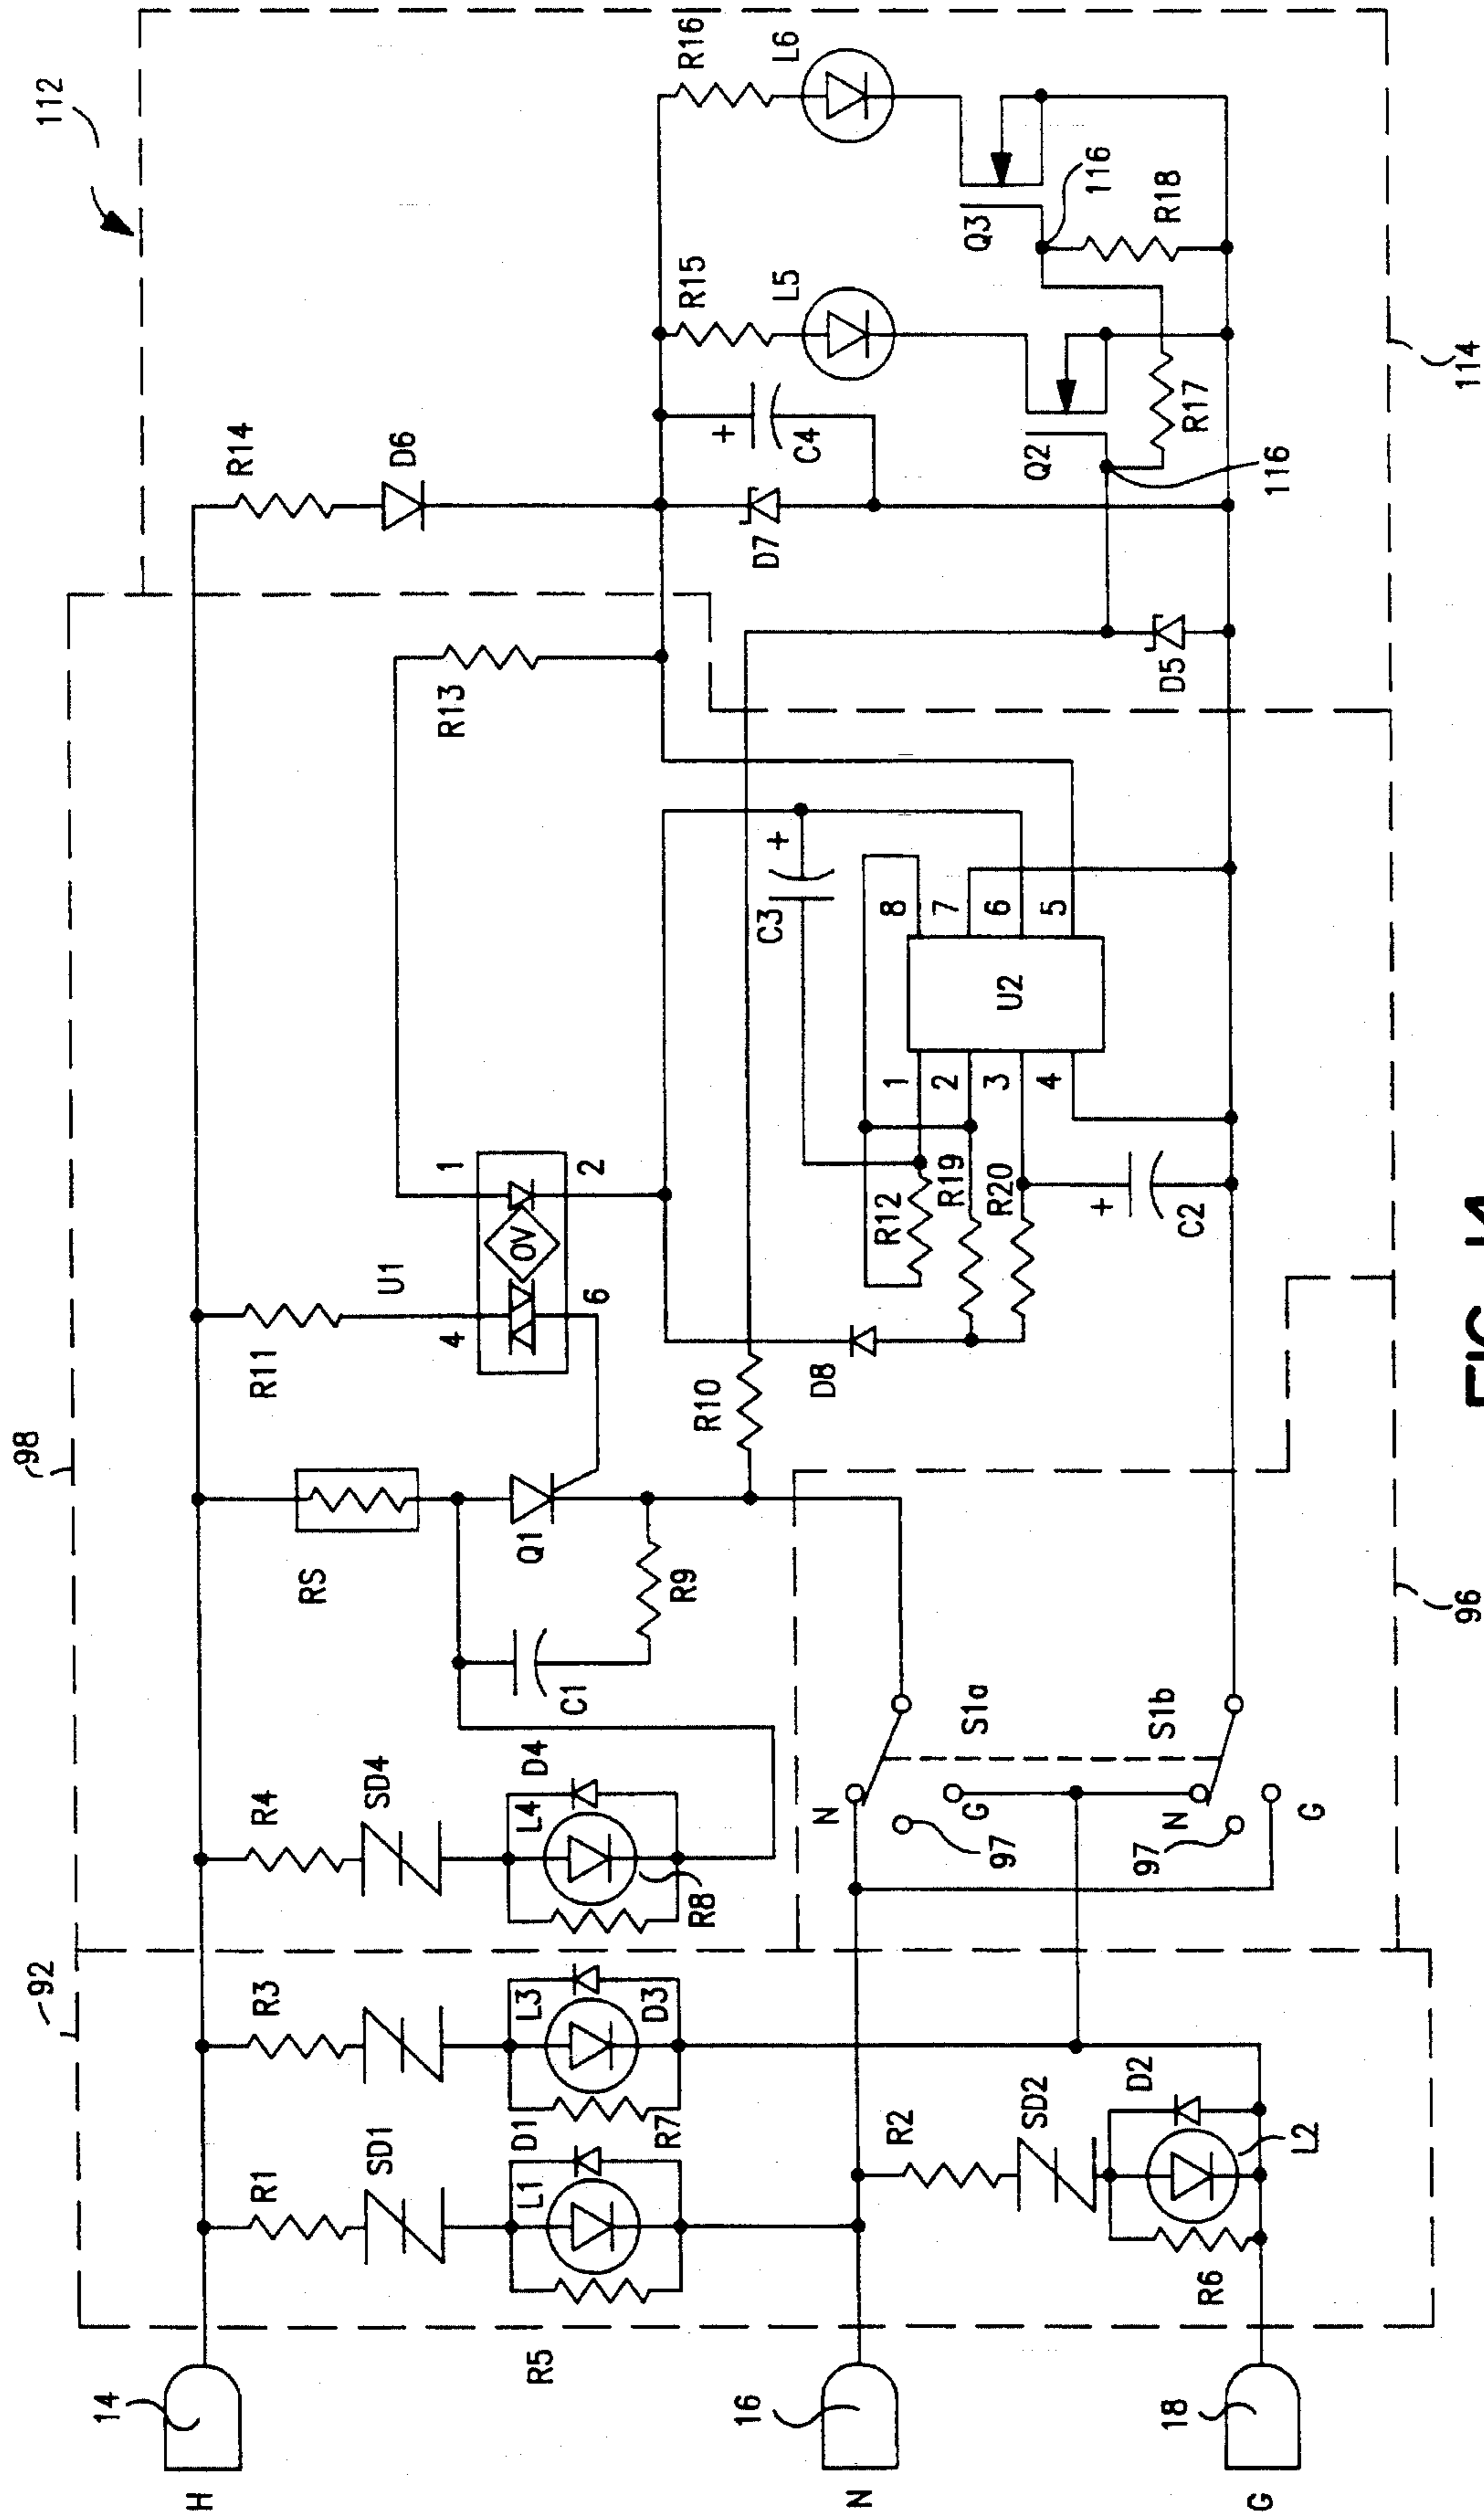 112
R16
L6
R15
L5
Q3
116
R18
R14
D6
+
C4
D7
Q2
R17
116
114
D5
R13
98
U1
1
2
0V
4
6
R11
C3
+
8
7
6
5
U2
1
2
3
4
R12
R19
R20
+
C2
D8
R10
RS
Q1
R9
C1
R4
SD4
L4
D4
R8
S1a
S1b
N
G
N
G
97
97
96
92
R3
L3
D3
R7
R1
SD1
L1
D1
R5
R2
SD2
D2
L2
R6
14
16
18
H
N
G